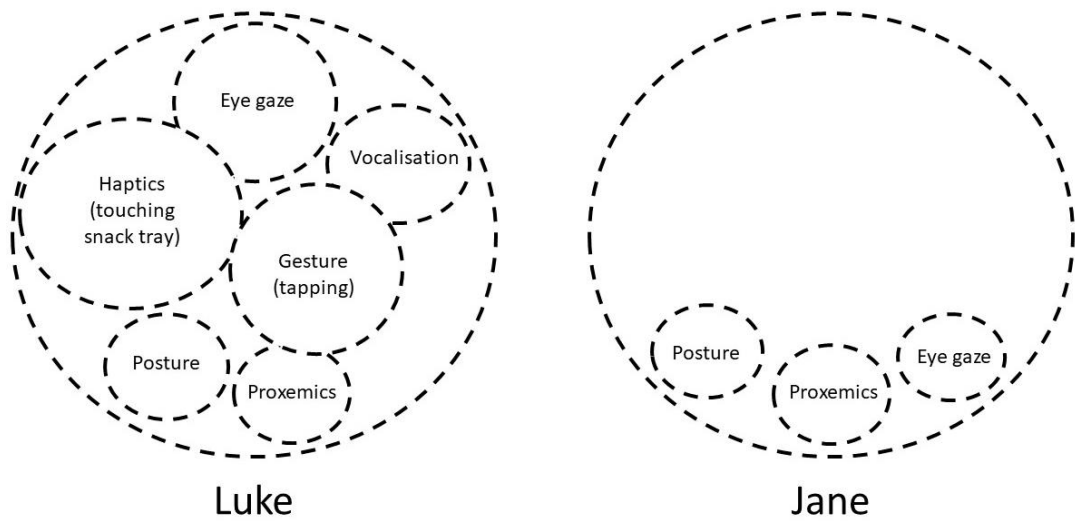 Eye gaze
Vocalisation
Haptics
(touching
snack tray)
Gesture
(tapping)
Posture
Proxemics
Luke
Posture
Eye gaze
Proxemics
Jane